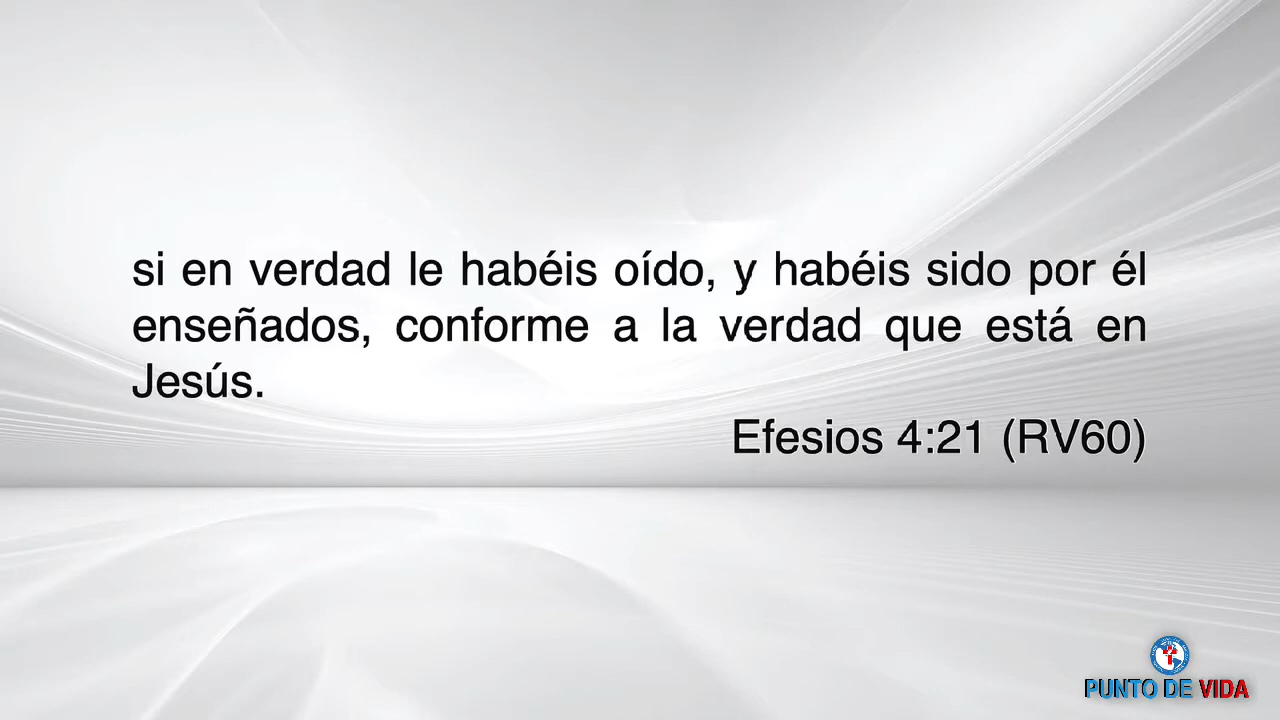 si en verdad le habéis oído, y habéis sido por él
enseñados, conforme a la verdad que está en
Jesús.
Efesios 4:21 (RV60)
PUNTO DE VIDA